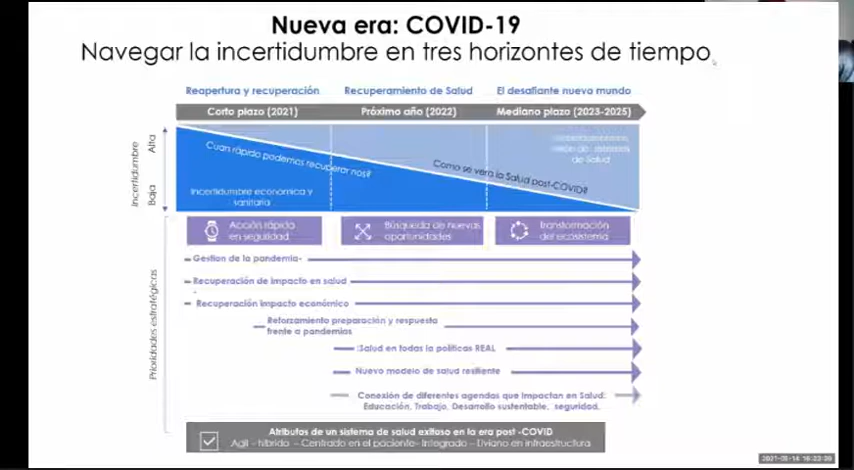 Nueva era: COVID-19
Navegar la incertidumbre en tres horizontes de tiempo
Reapertura y recuperación
Recuperamiento de Salud
El desafiante nuevo mundo
Corto plazo (2021)
Próximo año (2022)
Mediano plazo (2023-2025)
Incertidumbre
Alta
Baja
Cuan rápido podemos recuperar nos?
Como se vera la Salud post-COVID?
de Salud
Incertidumbre económica y
sanitaria
Acción rápida
en seguridad
Búsqueda de nuevas
oportunidades
Transformación
del ecosistema
Prioridades estratégicas
Gestion de la pandemia-
Recuperación de impacto en salud
Recuperación impacto económico
Reforzamiento preparación y respuesta
frente a pandemias
:Salud en todas la políticas REAL
Nuevo modelo de salud resiliente
Conexión de diferentes agendas que impactan en Salud:
Educación, Trabajo, Desarrollo sustentable, seguridad.
Atributos de un sistema de salud exitoso en la era post -COVID
Agil – híbrido – Centrado en el paciente- Integrado – Liviano en infraestructura